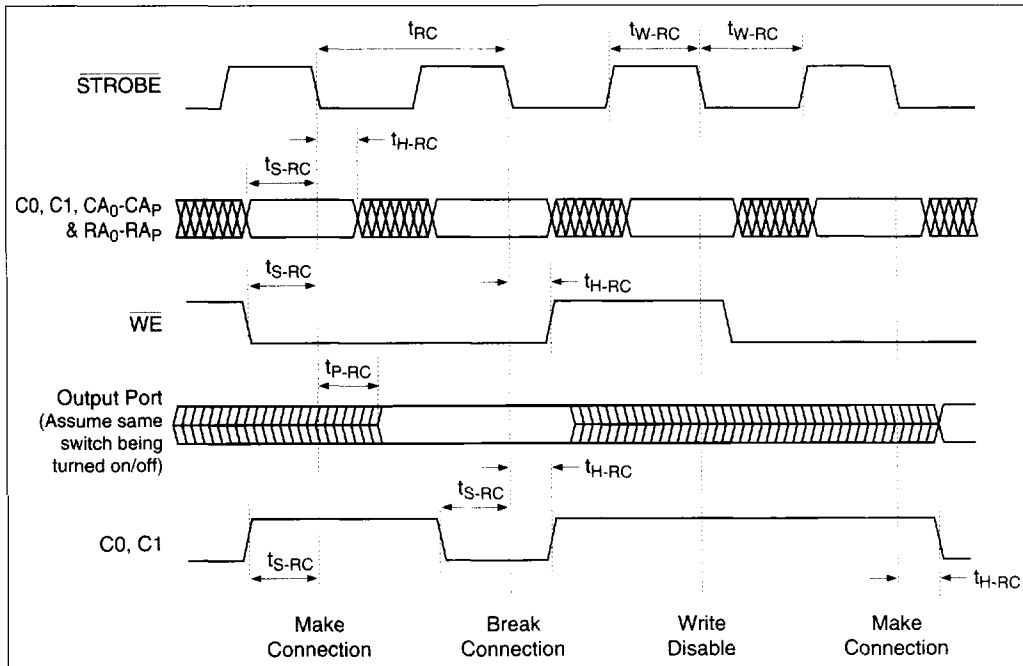 tRC
tW-RC
tW-RC
STROBE
tH-RC
tS-RC
C0, C1, CA0-CAP
& RA0-RAP
tS-RC
tH-RC
WE
tP-RC
Output Port
(Assume same
switch being
turned on/off)
tH-RC
tS-RC
C0, C1
tS-RC
tH-RC
Make
Connection
Break
Connection
Write
Disable
Make
Connection